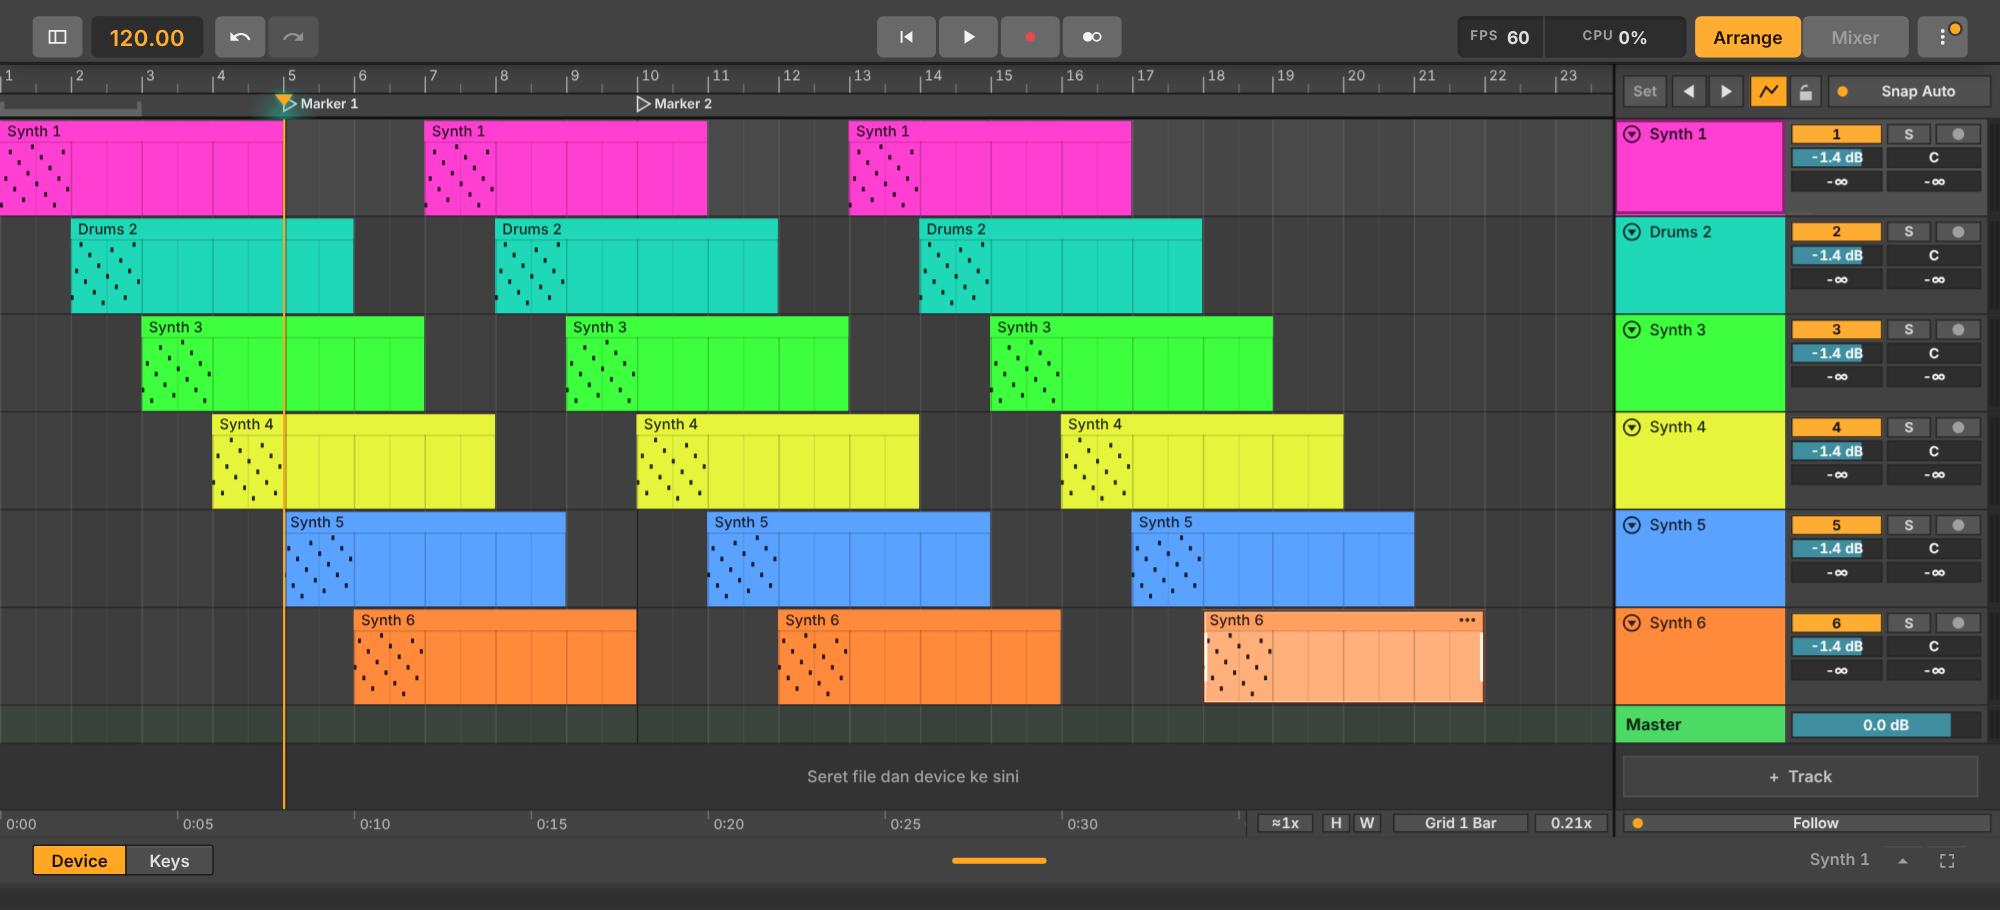 120.00
FPS 60 CPU 0% Arrange Mixer
1 2 3 4 5 6 7 8 9 10 11 12 13 14 15 16 17 18 19 20 21 22 23
Set Snap Auto
Marker 1 Marker 2
Synth 1 Synth 1 Synth 1 Synth 1 1 S
-1.4 dB C
-∞ -∞
Drums 2 Drums 2 Drums 2 Drums 2 2 S
-1.4 dB C
-∞ -∞
Synth 3 Synth 3 Synth 3 Synth 3 3 S
-1.4 dB C
-∞ -∞
Synth 4 Synth 4 Synth 4 Synth 4 4 S
-1.4 dB C
-∞ -∞
Synth 5 Synth 5 Synth 5 Synth 5 5 S
-1.4 dB C
-∞ -∞
Synth 6 Synth 6 Synth 6 ••• Synth 6 6 S
-1.4 dB C
-∞ -∞
Master 0.0 dB
Seret file dan device ke sini + Track
0:00 0:05 0:10 0:15 0:20 0:25 0:30 ≈1x H W Grid 1 Bar 0.21x Follow
Device Keys Synth 1